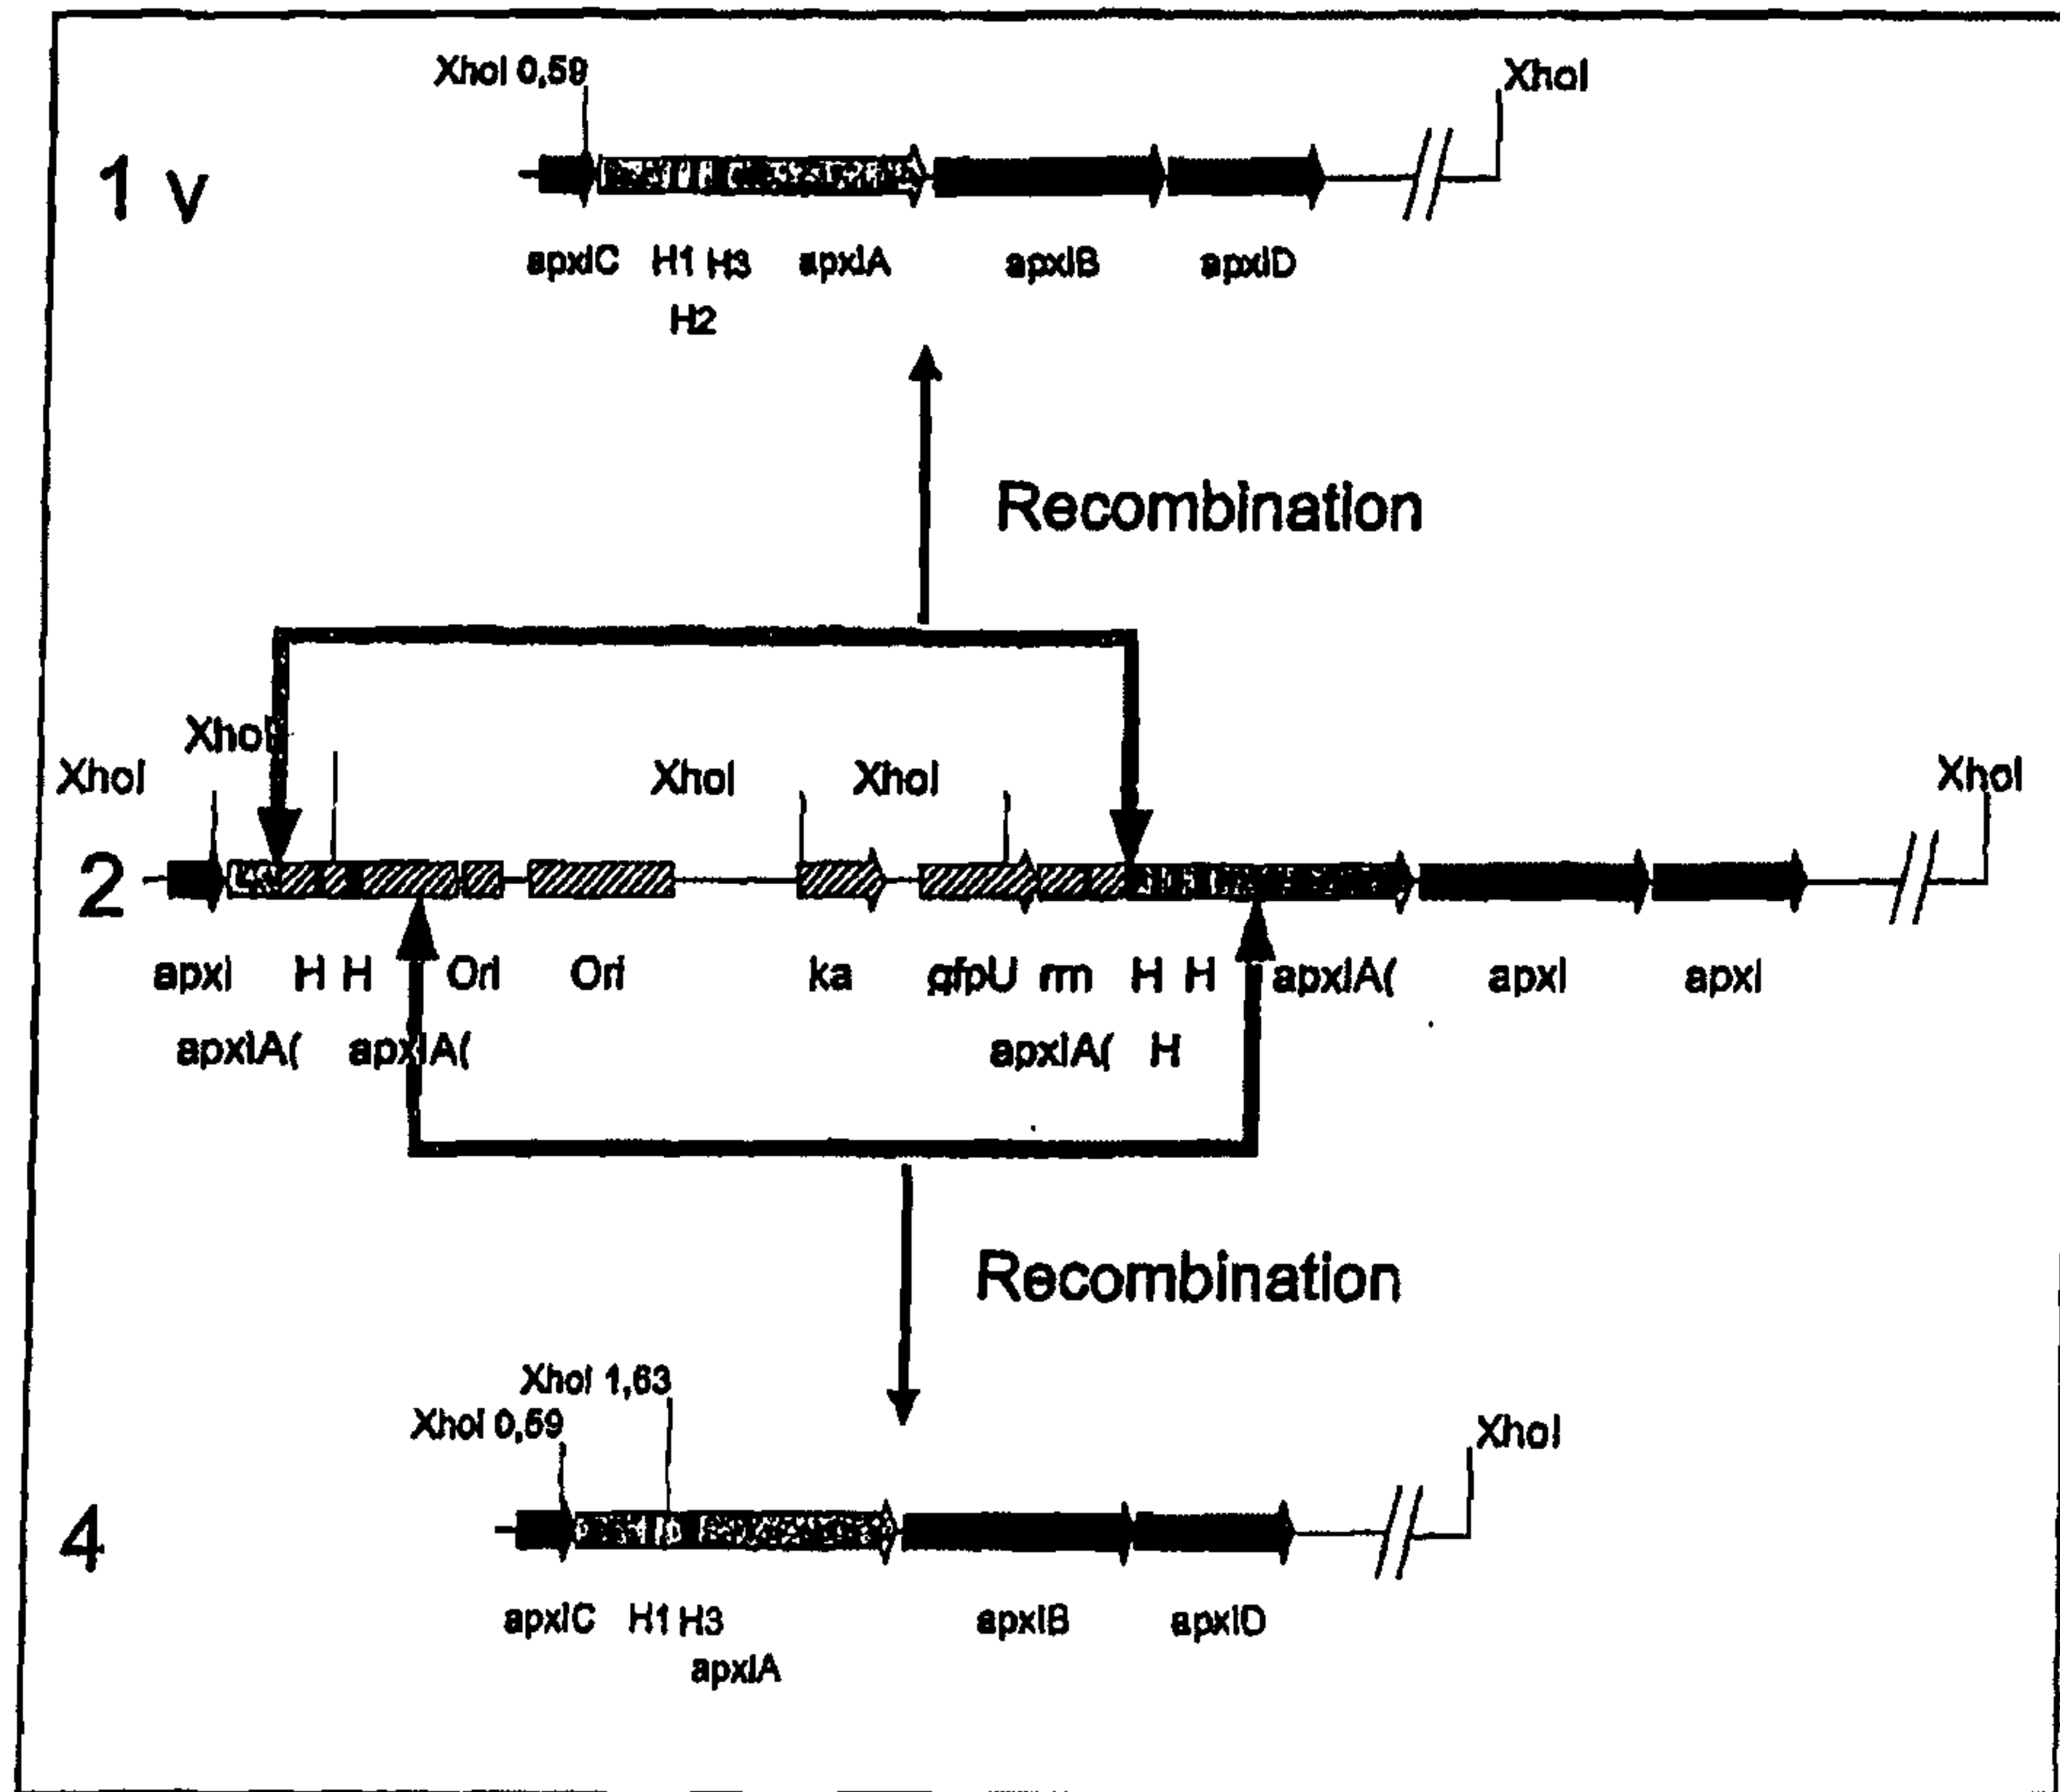 XhoI 0,59 XhoI
1 v
apxIC H1 H3 apxIA apxIB apxID
H2
Recombination
XhoI
XhoI XhoI XhoI XhoI
2
apxI H H Ori Ori ka gfpU rrn H H apxIA( apxI apxI
apxIA( apxIA( apxIA( H
Recombination
XhoI 1,63
XhoI 0,59 XhoI
4
apxIC H1 H3 apxIB apxID
apxIA